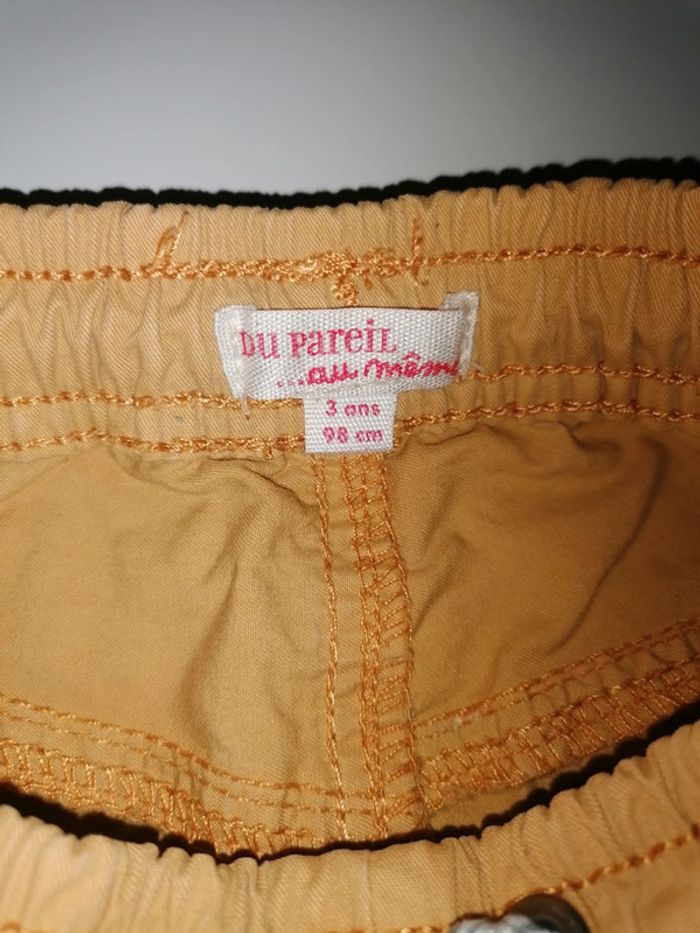 DU PAREIL
...au même
3 ans
98 cm